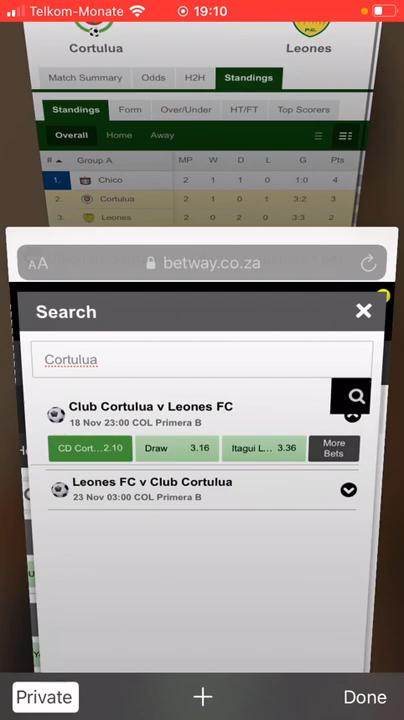 Telkom-Monate 19:10
Cortulua Leones
Match Summary Odds H2H Standings
Standings Form Over/Under HT/FT Top Scorers
Overall Home Away
# Group A MP W D L G Pts
1. Chico 2 1 1 0 1:0 4
2. Cortulua 2 1 0 1 3:2 3
3. Leones 2 0 2 0 3:3 2
AA betway.co.za
Search
Cortulua
Club Cortulua v Leones FC
18 Nov 23:00 COL Primera B
CD Cort... 2.10 Draw 3.16 Itagui L... 3.36 More Bets
Leones FC v Club Cortulua
23 Nov 03:00 COL Primera B
Private + Done